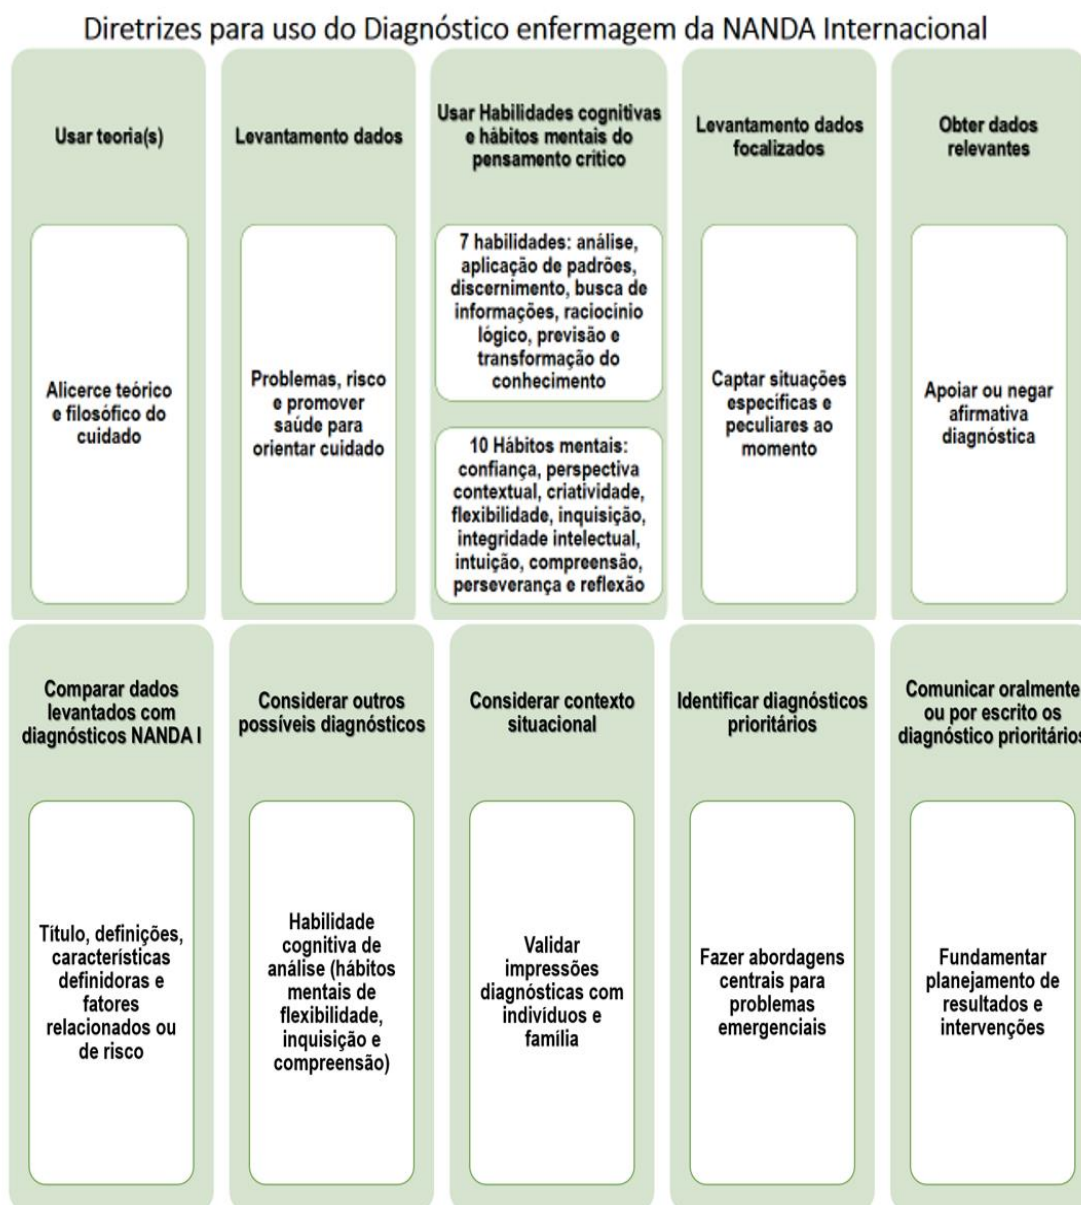 Diretrizes para uso do Diagnóstico enfermagem da NANDA Internacional
Usar teoria(s)
Alicerce teórico
e filosófico do
cuidado
Levantamento dados
Problemas, risco
e promover
saúde para
orientar cuidado
Usar Habilidades cognitivas
e hábitos mentais do
pensamento crítico
7 habilidades: análise,
aplicação de padrões,
discernimento, busca de
informações, raciocínio
lógico, previsão e
transformação do
conhecimento
10 Hábitos mentais:
confiança, perspectiva
contextual, criatividade,
flexibilidade, inquisição,
integridade intelectual,
intuição, compreensão,
perseverança e reflexão
Levantamento dados
focalizados
Captar situações
específicas e
peculiares ao
momento
Obter dados
relevantes
Apoiar ou negar
afirmativa
diagnóstica
Comparar dados
levantados com
diagnósticos NANDA I
Título, definições,
características
definidoras e
fatores
relacionados ou
de risco
Considerar outros
possíveis diagnósticos
Habilidade
cognitiva de
análise (hábitos
mentais de
flexibilidade,
inquisição e
compreensão)
Considerar contexto
situacional
Validar
impressões
diagnósticas com
indivíduos e
família
Identificar diagnósticos
prioritários
Fazer abordagens
centrais para
problemas
emergenciais
Comunicar oralmente
ou por escrito os
diagnóstico prioritários
Fundamentar
planejamento de
resultados e
intervenções